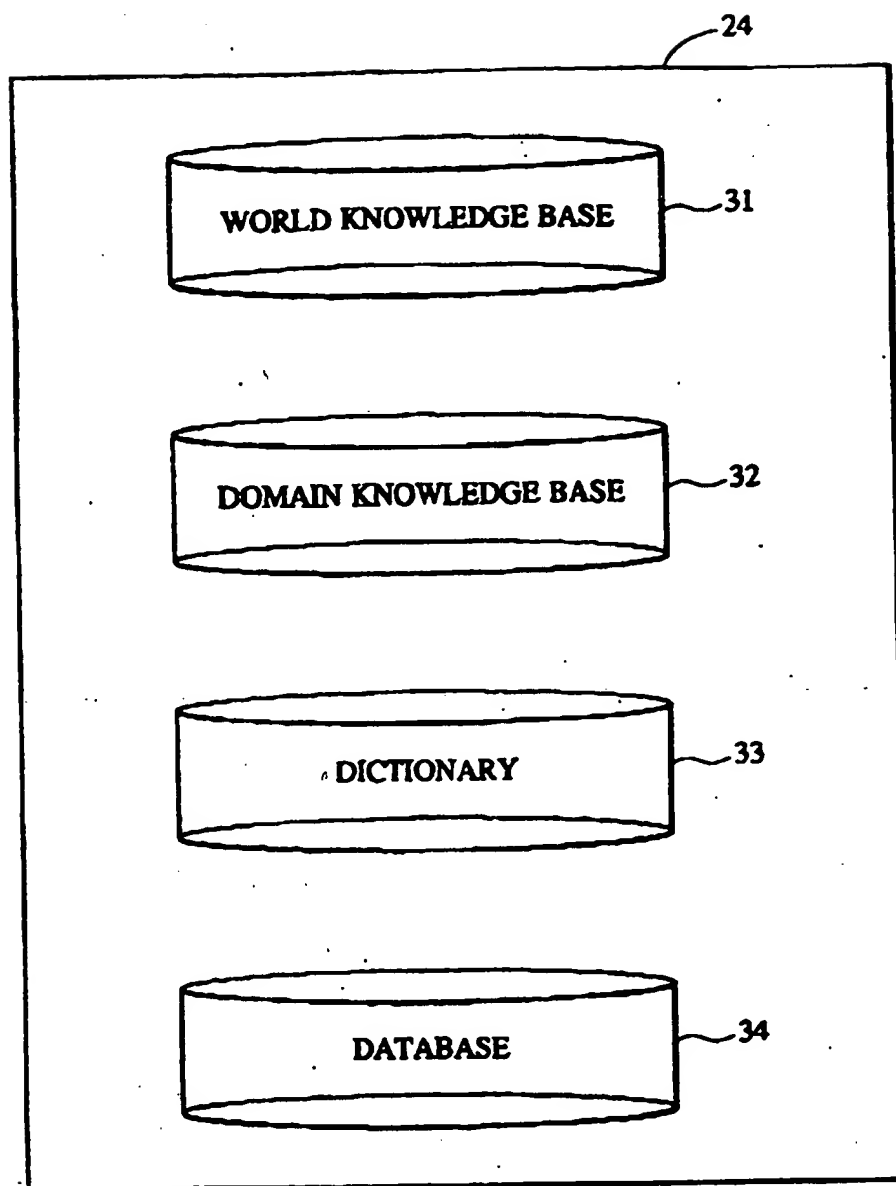 24
WORLD KNOWLEDGE BASE
31
DOMAIN KNOWLEDGE BASE
32
DICTIONARY
33
DATABASE
34